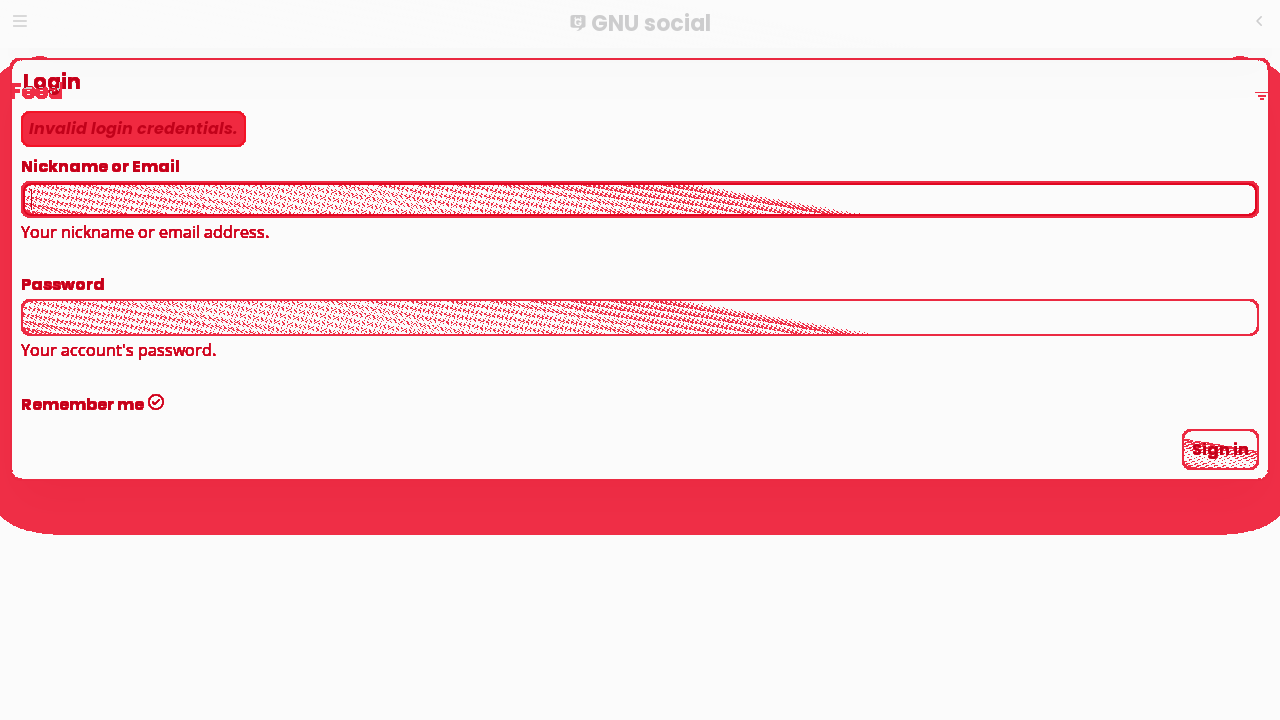 GNU social
Login
Feed
Invalid login credentials.
Nickname or Email
Your nickname or email address.
Password
Your account's password.
Remember me
Sign in